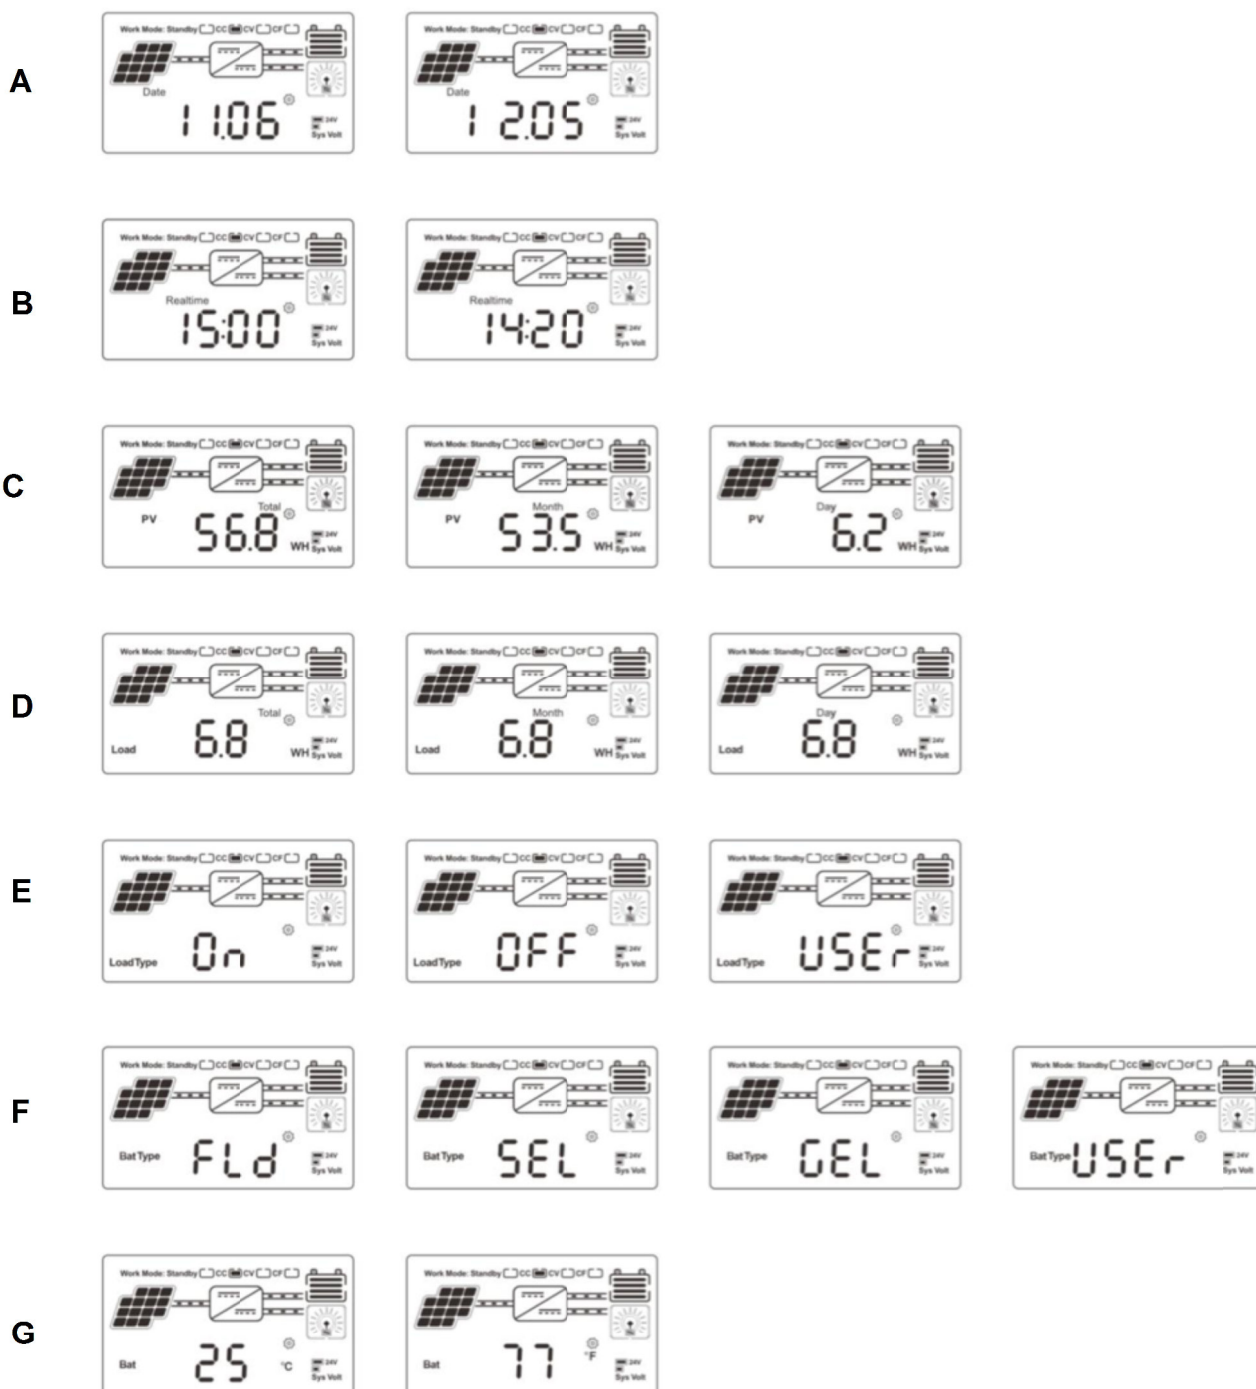 Work Mode: Standby CC CV CF Work Mode: Standby CC CV CF
A
Date Date
11.06 24V 12.05 24V
Sys Volt Sys Volt
Work Mode: Standby CC CV CF Work Mode: Standby CC CV CF
B
Realtime Realtime
15:00 24V 14:20 24V
Sys Volt Sys Volt
Work Mode: Standby CC CV CF Work Mode: Standby CC CV CF Work Mode: Standby CC CV CF
C
Total Month Day
PV 56.8 WH 24V PV 53.5 WH 24V PV 6.2 WH 24V
Sys Volt Sys Volt Sys Volt
Work Mode: Standby CC CV CF Work Mode: Standby CC CV CF Work Mode: Standby CC CV CF
D
Total Month Day
Load 6.8 WH 24V Load 6.8 WH 24V Load 6.8 WH 24V
Sys Volt Sys Volt Sys Volt
Work Mode: Standby CC CV CF Work Mode: Standby CC CV CF Work Mode: Standby CC CV CF
E
LoadType On 24V LoadType OFF 24V LoadType USEr 24V
Sys Volt Sys Volt Sys Volt
Work Mode: Standby CC CV CF Work Mode: Standby CC CV CF Work Mode: Standby CC CV CF Work Mode: Standby CC CV CF
F
Bat Type FLd 24V Bat Type SEL 24V Bat Type GEL 24V Bat Type USEr 24V
Sys Volt Sys Volt Sys Volt Sys Volt
Work Mode: Standby CC CV CF Work Mode: Standby CC CV CF
G
Bat 25 °C 24V Bat 77 °F 24V
Sys Volt Sys Volt